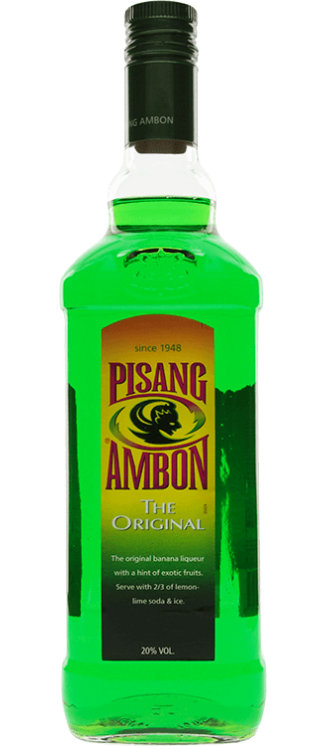 NG AMBON
since 1948
PISANG
AMBON
THE
ORIGINAL
The original banana liqueur
with a hint of exotic fruits.
Serve with 2/3 of lemon-
lime soda & ice.
20% VOL.